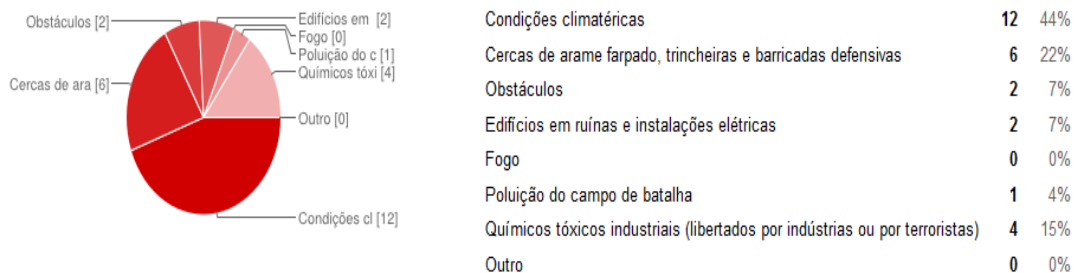 Obstáculos [2]
Cercas de ara [6]
Edifícios em [2]
Fogo [0]
Poluição do c [1]
Químicos tóxi [4]
Outro [0]
Condições cl [12]
Condições climatéricas 12 44%
Cercas de arame farpado, trincheiras e barricadas defensivas 6 22%
Obstáculos 2 7%
Edifícios em ruínas e instalações elétricas 2 7%
Fogo 0 0%
Poluição do campo de batalha 1 4%
Químicos tóxicos industriais (libertados por indústrias ou por terroristas) 4 15%
Outro 0 0%